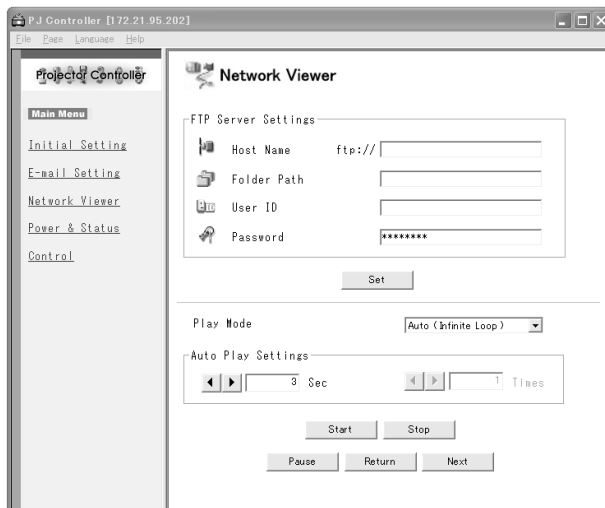 PJ Controller [172.21.95.202]
File Page Language Help
Projector Controller
Main Menu
Initial Setting
E-mail Setting
Network Viewer
Power & Status
Control
Network Viewer
FTP Server Settings
Host Name ftp://
Folder Path
User ID
Password ********
Set
Play Mode Auto (Infinite Loop)
Auto Play Settings
3 Sec 1 Times
Start Stop
Pause Return Next